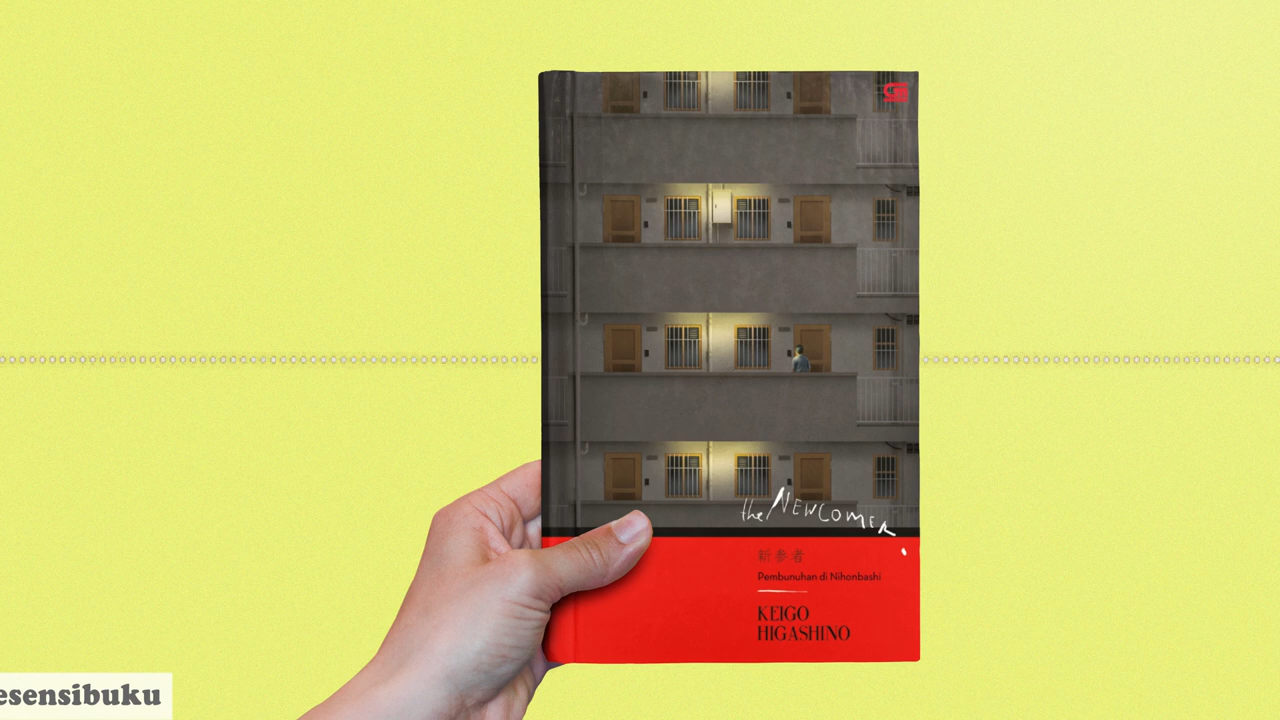 the NEWCOMER
新参者
Pembunuhan di Nihonbashi
KEIGO
HIGASHINO
esensibuku